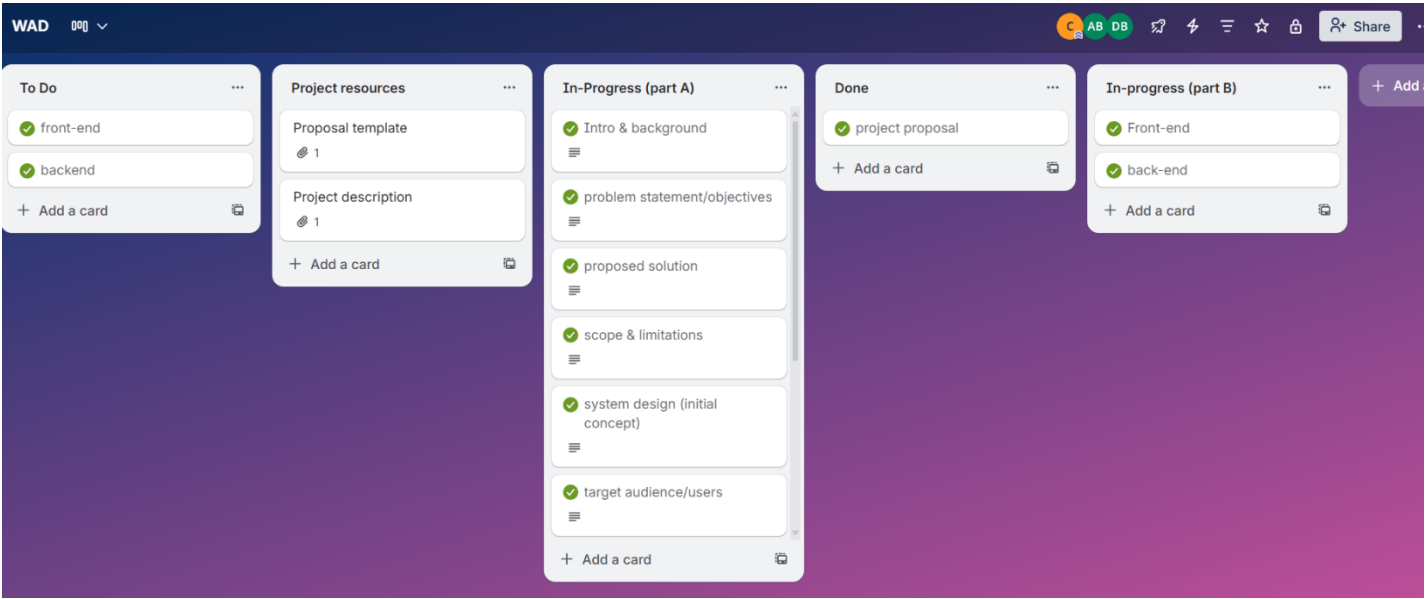 WAD
C
AB
DB
Share
To Do
front-end
backend
Add a card
Project resources
Proposal template
1
Project description
1
Add a card
In-Progress (part A)
Intro & background
problem statement/objectives
proposed solution
scope & limitations
system design (initial
concept)
target audience/users
Add a card
Done
project proposal
Add a card
In-progress (part B)
Front-end
back-end
Add a card
Add